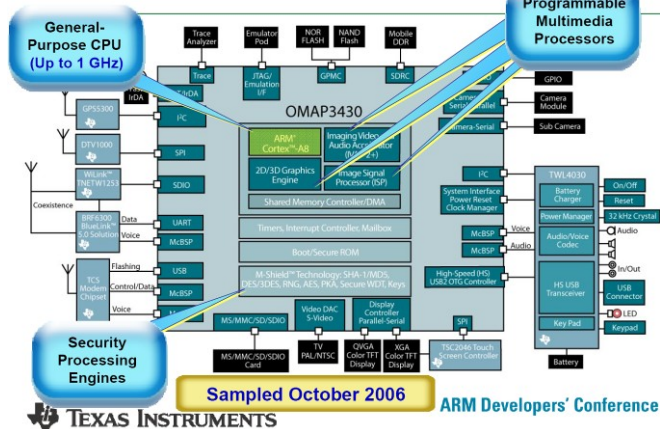 General-
Purpose CPU
(Up to 1 GHz)
Programmable
Multimedia
Processors
Trace
Analyzer
Emulator
Pod
NOR
FLASH
NAND
Flash
Mobile
DDR
Trace
JTAG/
Emulation
I/F
GPMC
SDRC
IrDA
GPIO
Camera
Module
Sub Camera
Camera-Serial
OMAP3430
ARM®
Cortex™-A8
Imaging Video
Audio Accelerator
(IVA 2+)
2D/3D Graphics
Engine
Image Signal
Processor (ISP)
Shared Memory Controller/DMA
Timers, Interrupt Controller, Mailbox
Boot/Secure ROM
M-Shield™ Technology: SHA-1/MD5,
DES/3DES, RNG, AES, PKA, Secure WDT, Keys
GPS5300
DTV1000
WiLink™
TNETW1253
Coexistence
BRF6300
BlueLink™
5.0 Solution
Data
Voice
TCS
Modem
Chipset
Flashing
Control/Data
Voice
I²C
SPI
SDIO
UART
McBSP
USB
McBSP
I²C
System Interface
Power Reset
Clock Manager
McBSP
McBSP
Voice
Audio
High-Speed (HS)
USB2 OTG Controller
TWL4030
Battery
Charger
Power Manager
Audio/Voice
Codec
HS USB
Transceiver
Key Pad
On/Off
Reset
32 kHz Crystal
Audio
In/Out
USB
Connector
LED
Keypad
Battery
MS/MMC/SD/SDIO
Video DAC
S-Video
Display
Controller
Parallel-Serial
SPI
MS/MMC/SD/SDIO
Card
TV
PAL/NTSC
QVGA
Color TFT
Display
XGA
Color TFT
Display
TSC2046 Touch
Screen Controller
Security
Processing
Engines
Sampled October 2006
TEXAS INSTRUMENTS
ARM Developers' Conference